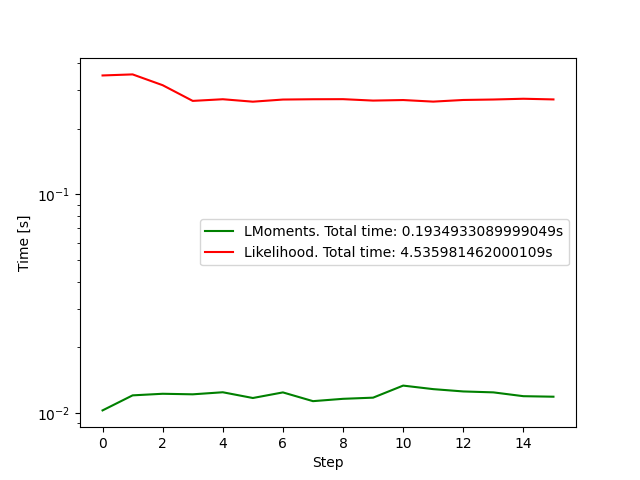 Time [s]
10⁻¹
10⁻²
LMoments. Total time: 0.1934933089999049s
Likelihood. Total time: 4.535981462000109s
0 2 4 6 8 10 12 14
Step